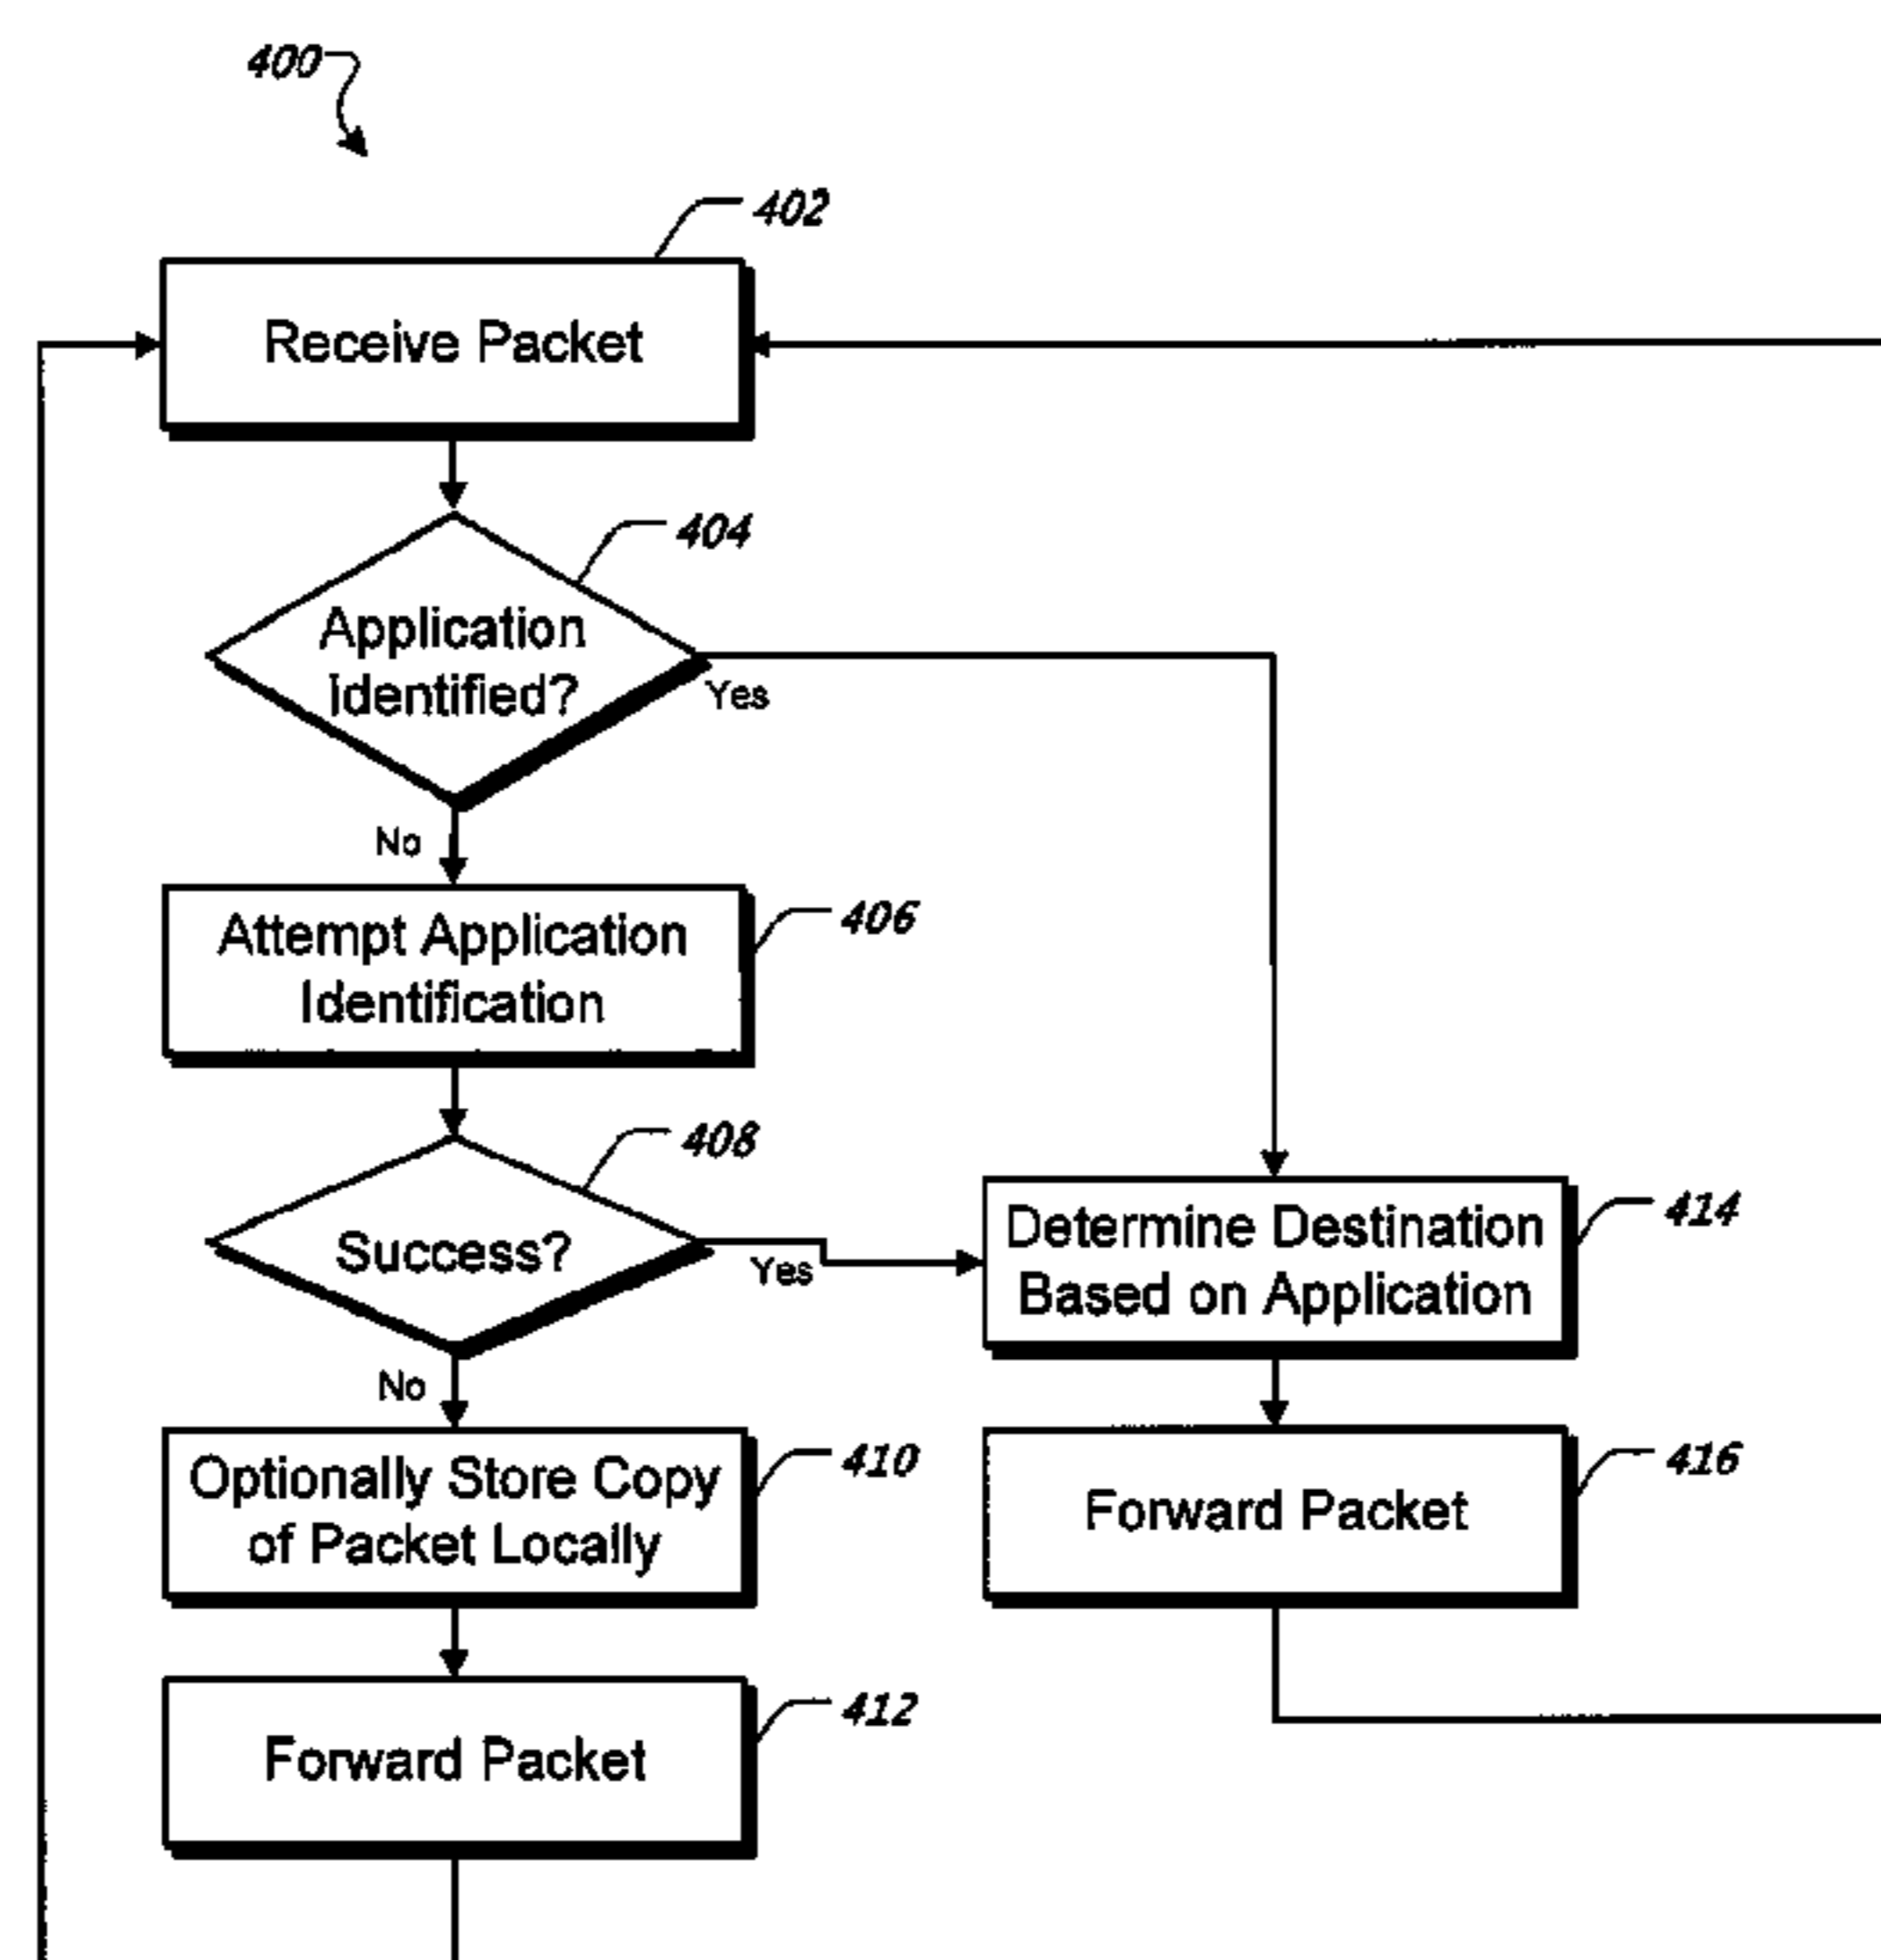 400
402
Receive Packet
404
Application
Identified?
Yes
No
406
Attempt Application
Identification
408
Success?
Yes
No
414
Determine Destination
Based on Application
410
Optionally Store Copy
of Packet Locally
416
Forward Packet
412
Forward Packet